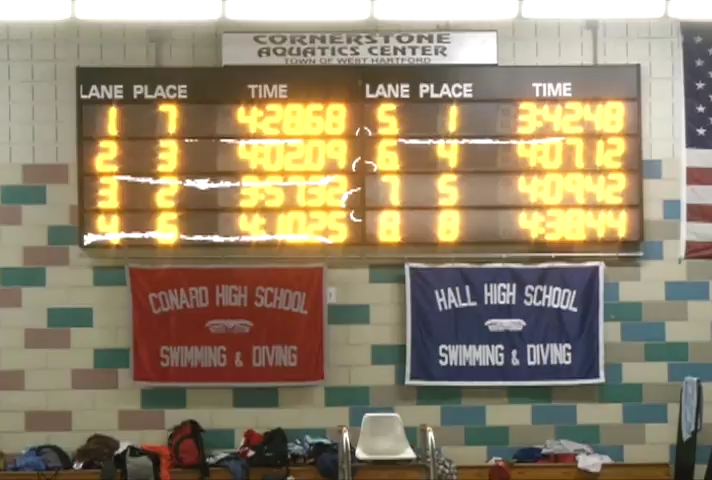 CORNERSTONE
AQUATICS CENTER
TOWN OF WEST HARTFORD
LANE PLACE TIME LANE PLACE TIME
1 7 4:28.68 5 1 3:42.48
2 3 4:02.09 6 4 4:07.12
3 2 3:57.32 7 5 4:09.42
4 6 4:10.25 8 8 4:38.44
CONARD HIGH SCHOOL
SWIMMING & DIVING
HALL HIGH SCHOOL
SWIMMING & DIVING